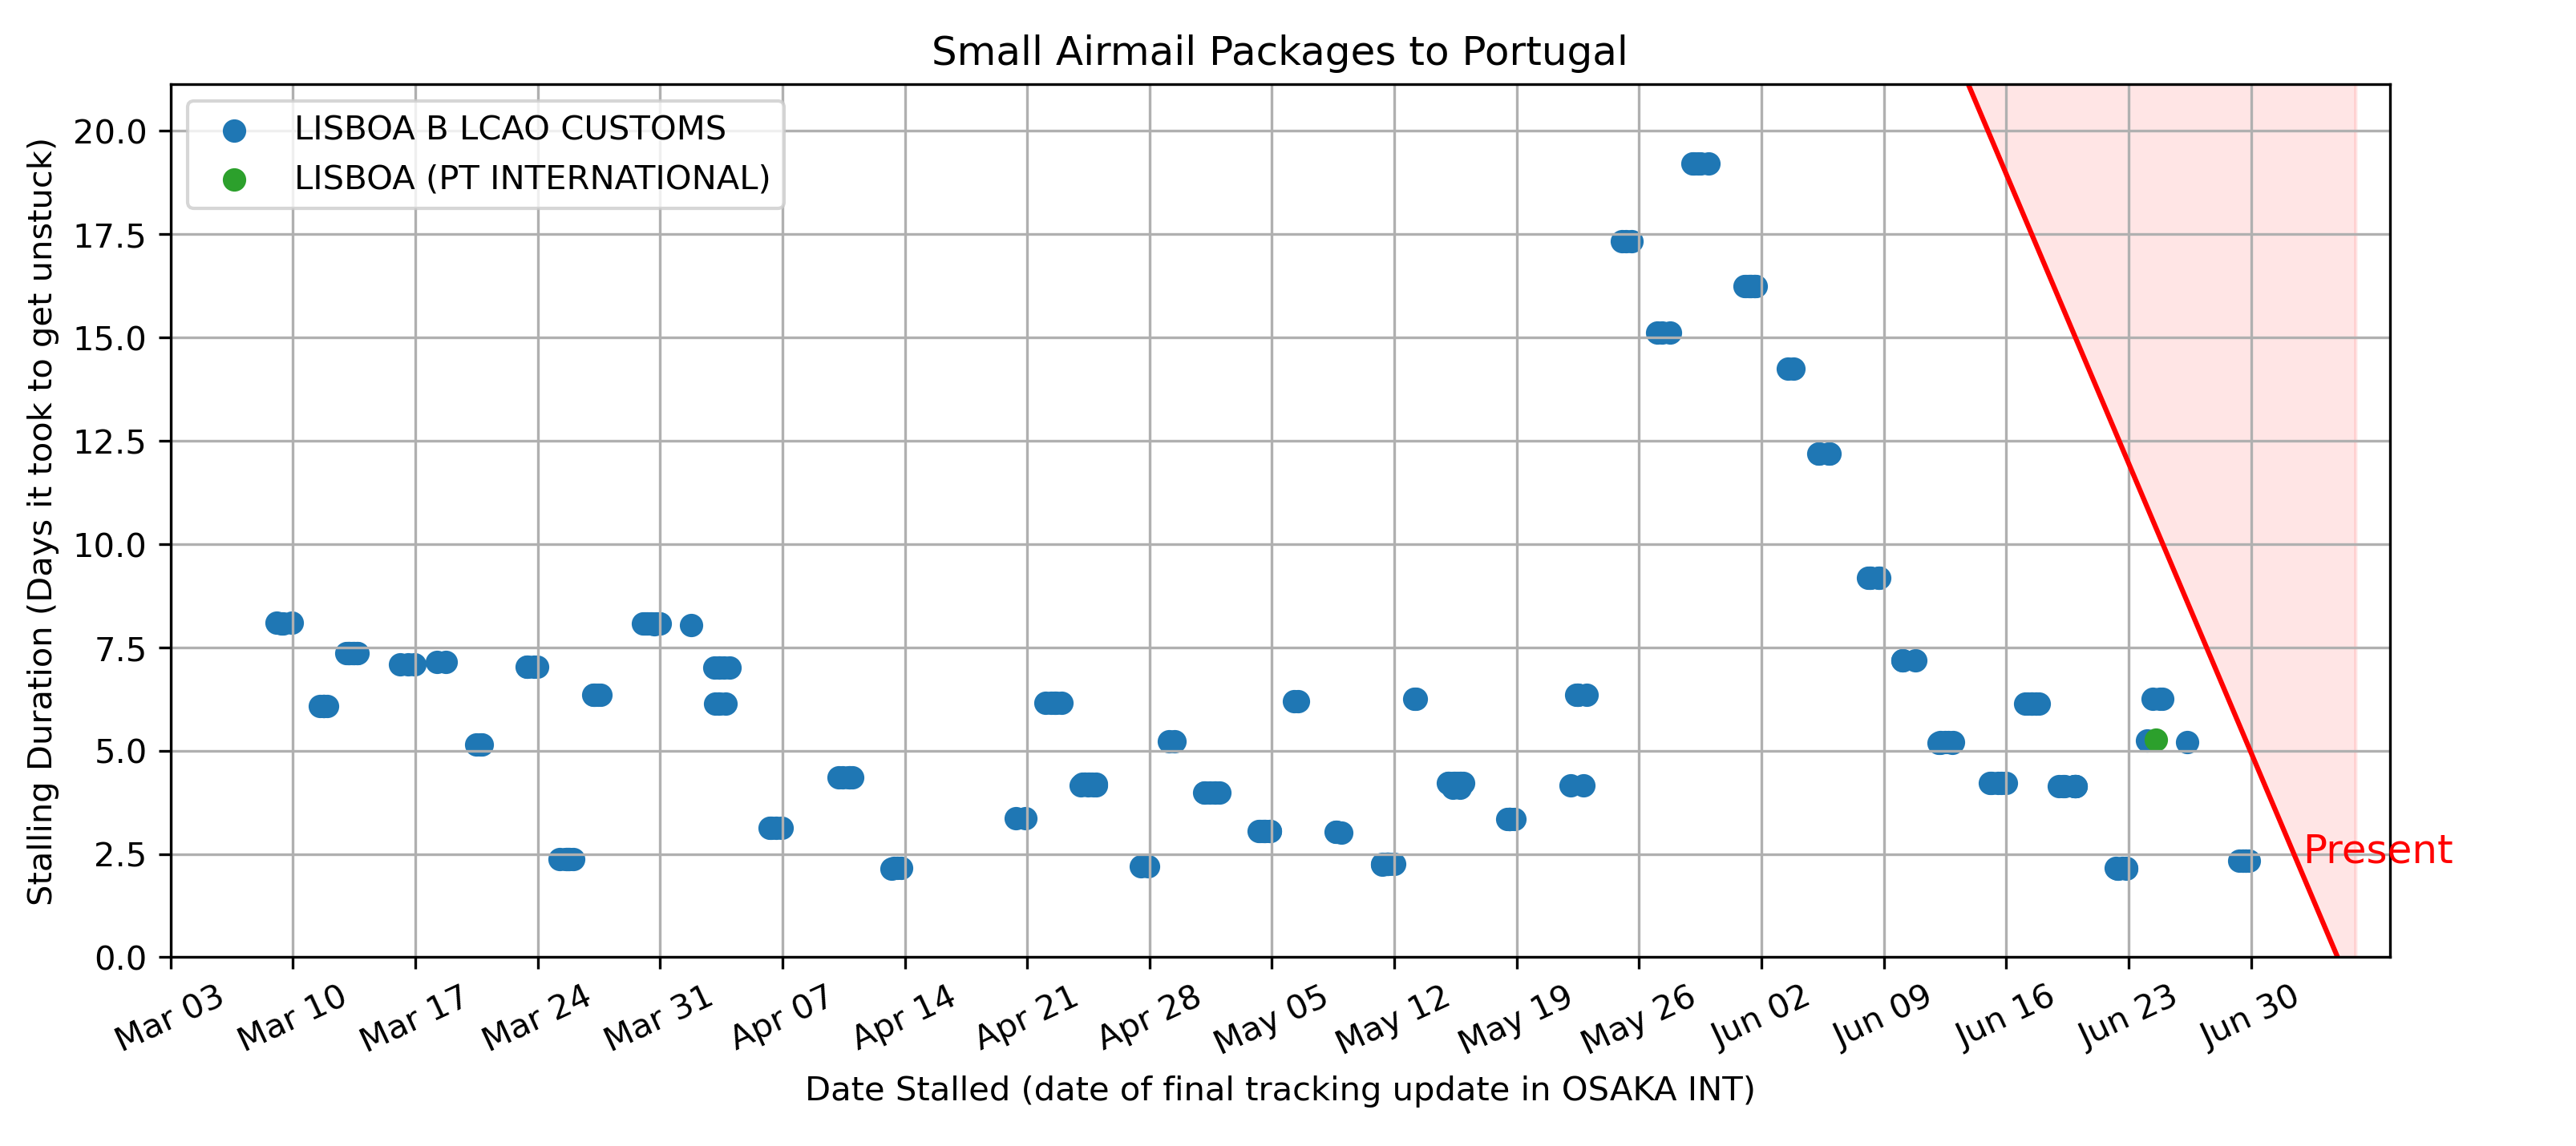 Small Airmail Packages to Portugal
LISBOA B LCAO CUSTOMS
LISBOA (PT INTERNATIONAL)
Stalling Duration (Days it took to get unstuck)
20.0
17.5
15.0
12.5
10.0
7.5
5.0
2.5
0.0
Present
Mar 03 Mar 10 Mar 17 Mar 24 Mar 31 Apr 07 Apr 14 Apr 21 Apr 28 May 05 May 12 May 19 May 26 Jun 02 Jun 09 Jun 16 Jun 23 Jun 30
Date Stalled (date of final tracking update in OSAKA INT)